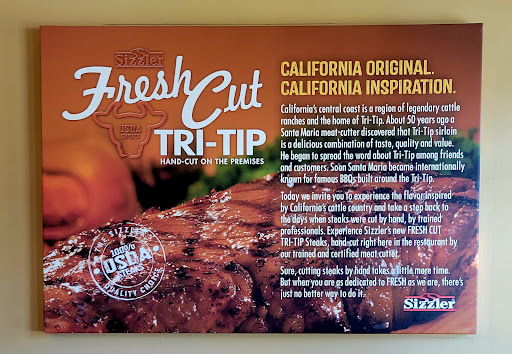 Sizzler
Fresh Cut
USDA
CHOICE
TRI-TIP
HAND-CUT ON THE PREMISES
CALIFORNIA ORIGINAL.
CALIFORNIA INSPIRATION.
California's central coast is a region of legendary cattle
ranches and the home of Tri-Tip. About 50 years ago a
Santa Maria meat-cutter discovered that Tri-Tip sirloin
is a delicious combination of taste, quality and value.
He began to spread the word about Tri-Tip among friends
and customers. Soon Santa Maria became internationally
known for famous BBQs built around the Tri-Tip.
Today we invite you to experience the flavor inspired
by California's cattle country and take a step back to
the days when steaks were cut by hand, by trained
professionals. Experience Sizzler's new FRESH CUT
TRI-TIP Steaks, hand-cut right here in the restaurant by
our trained and certified meat cutter.
Sure, cutting steaks by hand takes a little more time.
But when you are as dedicated to FRESH as we are, there's
just no better way to do it.
THE SIZZLER
100%
USDA
STEAKS
QUALITY CHOICE
Sizzler